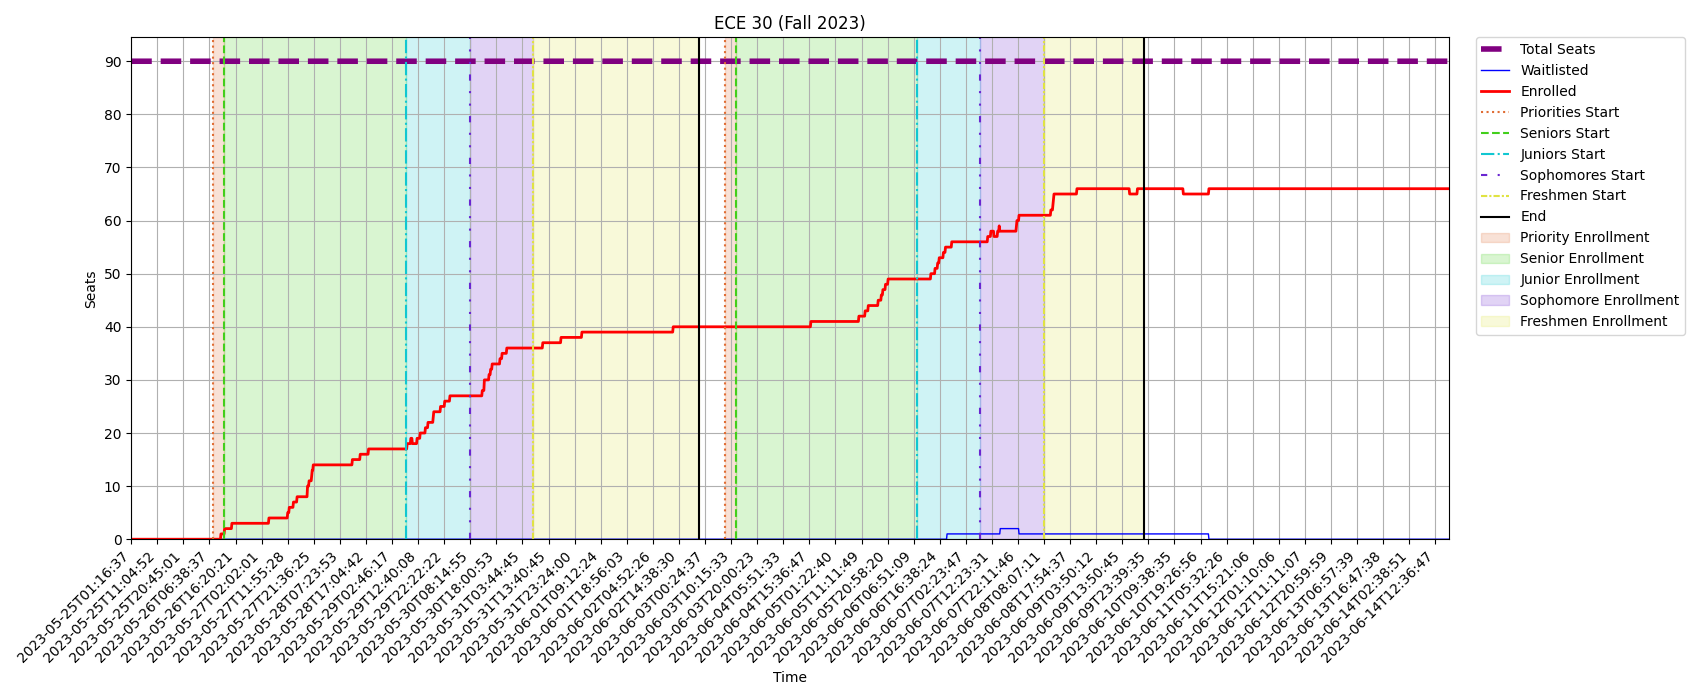 ECE 30 (Fall 2023)
Seats
90
80
70
60
50
40
30
20
10
0
2023-05-25T01:16:37
2023-05-25T11:04:52
2023-05-25T20:45:01
2023-05-26T06:38:37
2023-05-26T16:20:21
2023-05-27T02:02:01
2023-05-27T11:55:28
2023-05-27T21:36:25
2023-05-28T07:23:53
2023-05-28T17:04:42
2023-05-29T02:46:17
2023-05-29T12:40:08
2023-05-29T22:22:22
2023-05-30T08:14:55
2023-05-30T18:00:53
2023-05-31T03:44:45
2023-05-31T13:40:45
2023-05-31T23:24:00
2023-06-01T09:12:24
2023-06-01T18:56:03
2023-06-02T04:52:26
2023-06-02T14:38:30
2023-06-03T00:24:37
2023-06-03T10:15:33
2023-06-03T20:00:23
2023-06-04T05:51:33
2023-06-04T15:36:47
2023-06-05T01:22:40
2023-06-05T11:11:49
2023-06-05T20:58:20
2023-06-06T06:51:09
2023-06-06T16:38:24
2023-06-07T02:23:47
2023-06-07T12:23:31
2023-06-07T22:11:46
2023-06-08T08:07:11
2023-06-08T17:54:37
2023-06-09T03:50:12
2023-06-09T13:50:45
2023-06-09T23:39:35
2023-06-10T09:38:35
2023-06-10T19:26:56
2023-06-11T05:32:26
2023-06-11T15:21:06
2023-06-12T01:10:06
2023-06-12T11:11:07
2023-06-12T20:59:59
2023-06-13T06:57:39
2023-06-13T16:47:38
2023-06-14T02:38:51
2023-06-14T12:36:47
Time
Total Seats
Waitlisted
Enrolled
Priorities Start
Seniors Start
Juniors Start
Sophomores Start
Freshmen Start
End
Priority Enrollment
Senior Enrollment
Junior Enrollment
Sophomore Enrollment
Freshmen Enrollment